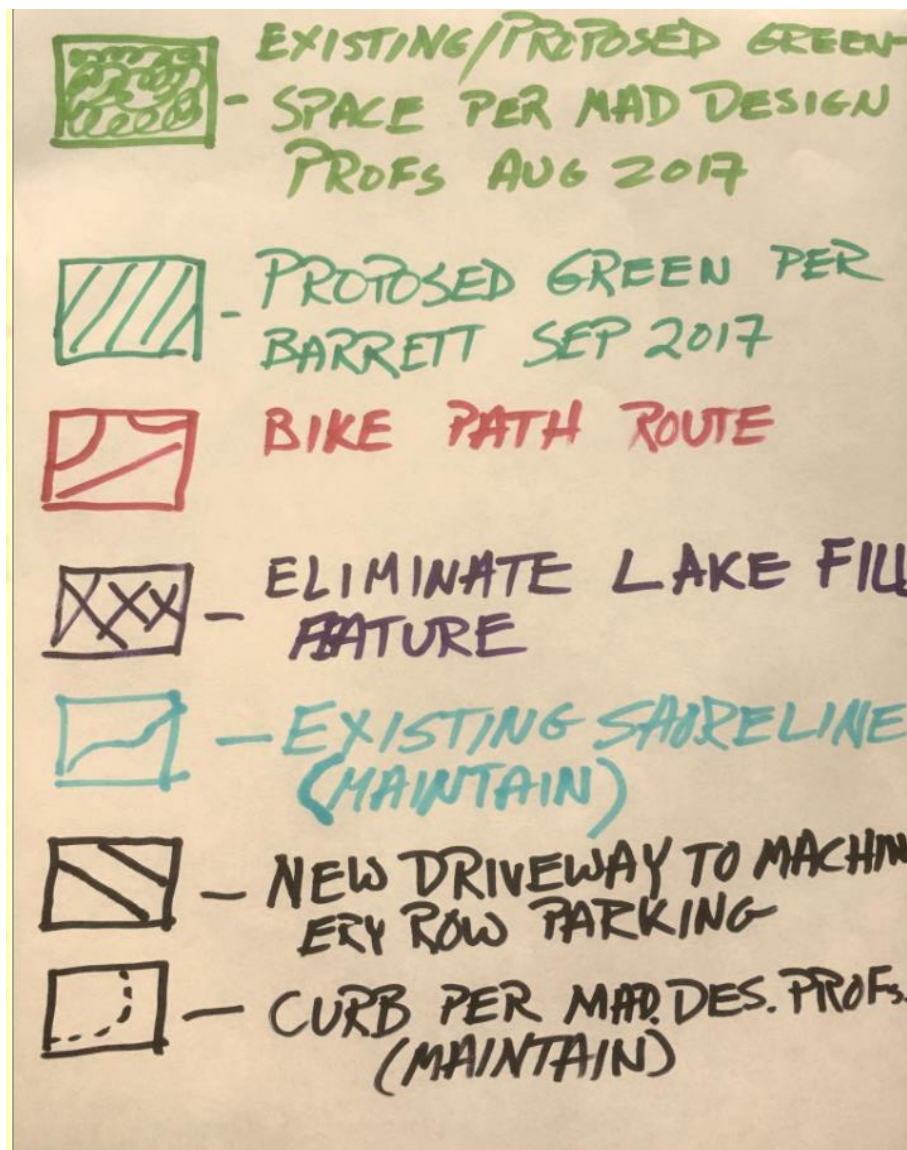 EXISTING/PROPOSED GREEN-
- SPACE PER MAD DESIGN
PROFS AUG 2017
- PROPOSED GREEN PER
BARRETT SEP 2017
BIKE PATH ROUTE
- ELIMINATE LAKE FILL
FEATURE
- EXISTING SHORELINE
(MAINTAIN)
- NEW DRIVEWAY TO MACHIN
ERY ROW PARKING
- CURB PER MAD. DES. PROFS.
(MAINTAIN)